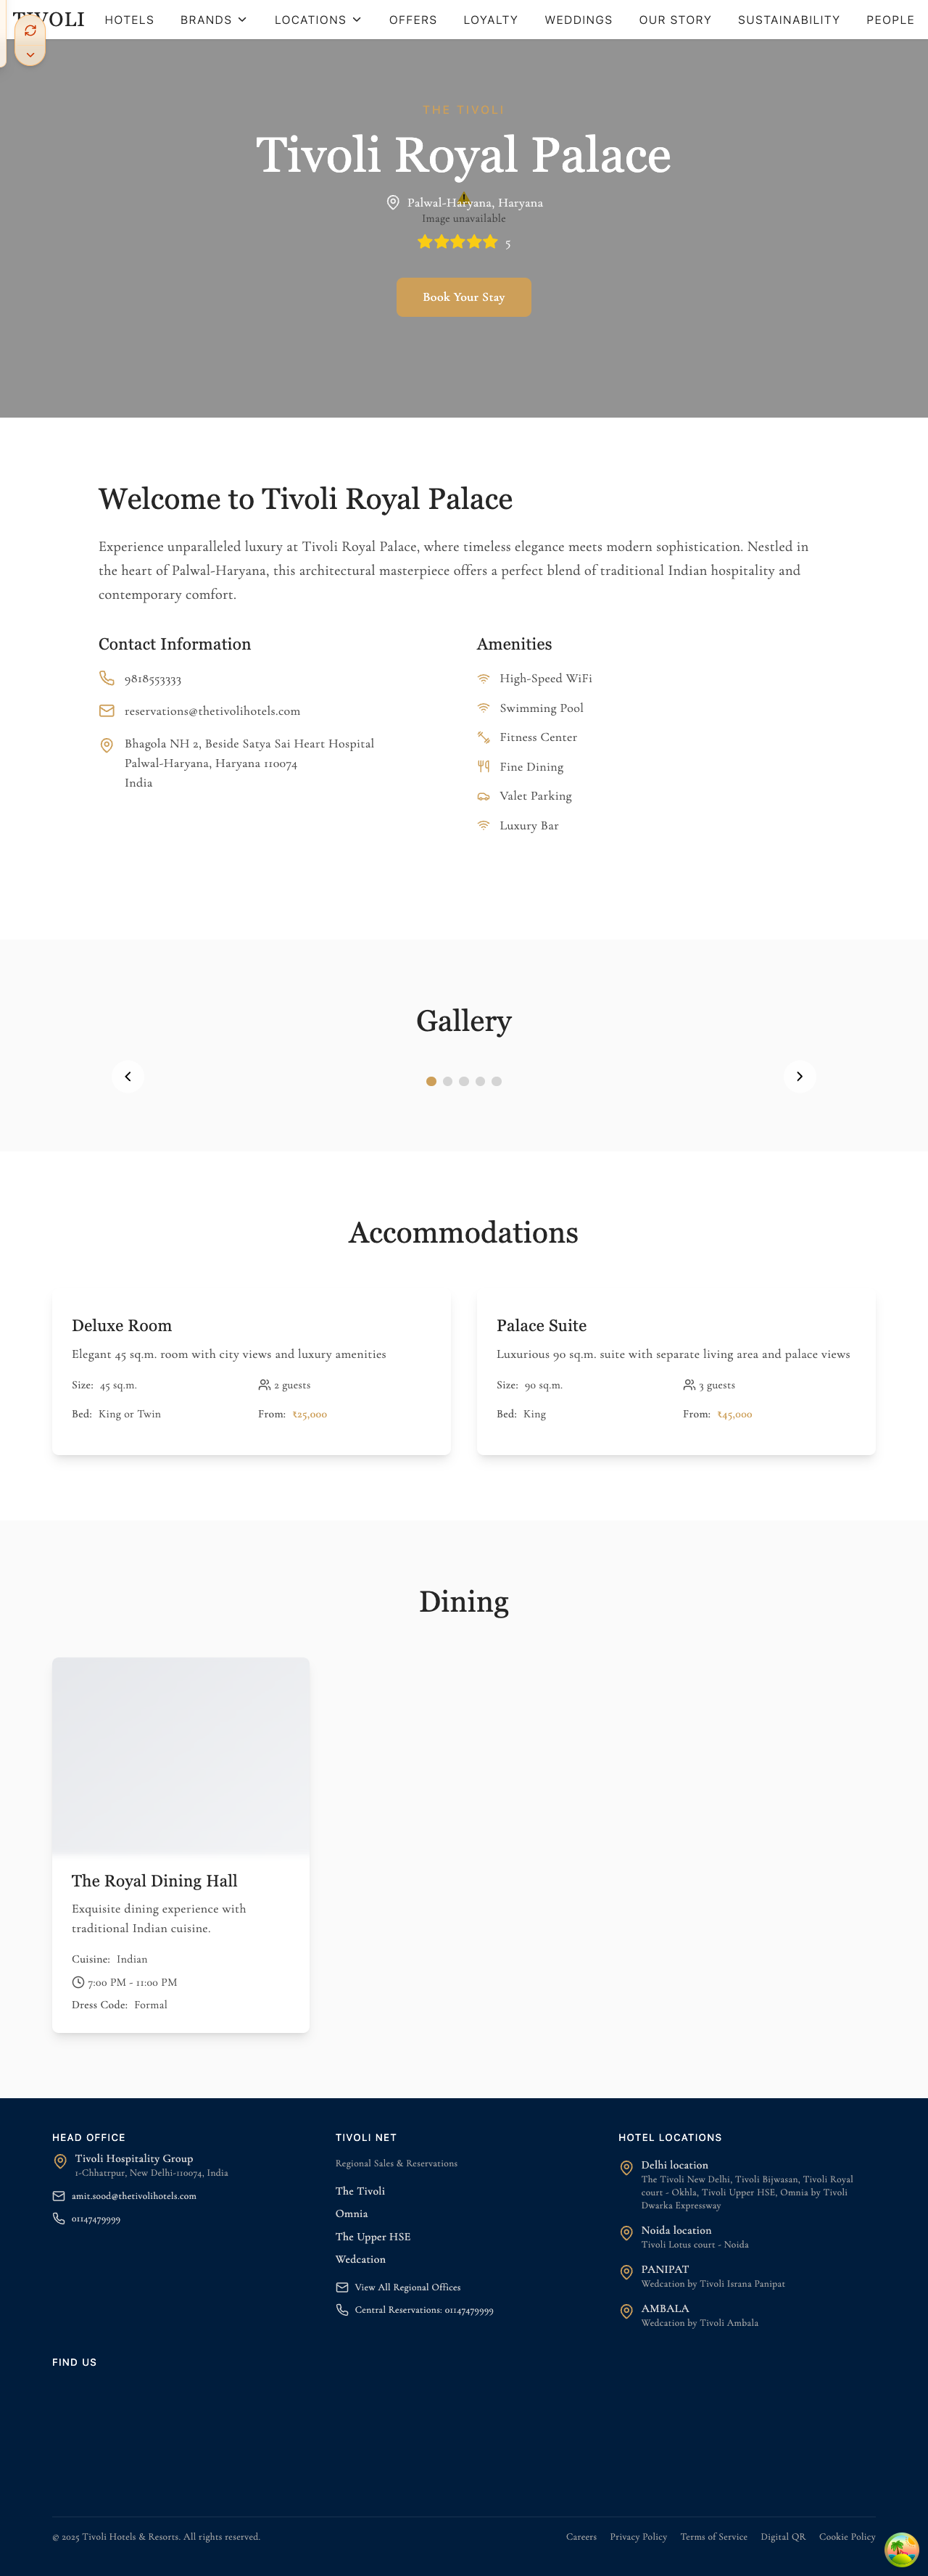 TIVOLI
HOTELS
BRANDS
LOCATIONS
OFFERS
LOYALTY
WEDDINGS
OUR STORY
SUSTAINABILITY
PEOPLE
THE TIVOLI
Tivoli Royal Palace
Palwal-Haryana, Haryana
Image unavailable
5
Book Your Stay
Welcome to Tivoli Royal Palace
Experience unparalleled luxury at Tivoli Royal Palace, where timeless elegance meets modern sophistication. Nestled in
the heart of Palwal-Haryana, this architectural masterpiece offers a perfect blend of traditional Indian hospitality and
contemporary comfort.
Contact Information
9818553333
reservations@thetivolihotels.com
Bhagola NH 2, Beside Satya Sai Heart Hospital
Palwal-Haryana, Haryana 110074
India
Amenities
High-Speed WiFi
Swimming Pool
Fitness Center
Fine Dining
Valet Parking
Luxury Bar
Gallery
Accommodations
Deluxe Room
Elegant 45 sq.m. room with city views and luxury amenities
Size: 45 sq.m.
2 guests
Bed: King or Twin
From: ₹25,000
Palace Suite
Luxurious 90 sq.m. suite with separate living area and palace views
Size: 90 sq.m.
3 guests
Bed: King
From: ₹45,000
Dining
The Royal Dining Hall
Exquisite dining experience with
traditional Indian cuisine.
Cuisine: Indian
7:00 PM - 11:00 PM
Dress Code: Formal
HEAD OFFICE
Tivoli Hospitality Group
1-Chhatrpur, New Delhi-110074, India
amit.sood@thetivolihotels.com
01147479999
TIVOLI NET
Regional Sales & Reservations
The Tivoli
Omnia
The Upper HSE
Wedcation
View All Regional Offices
Central Reservations: 01147479999
HOTEL LOCATIONS
Delhi location
The Tivoli New Delhi, Tivoli Bijwasan, Tivoli Royal
court - Okhla, Tivoli Upper HSE, Omnia by Tivoli
Dwarka Expressway
Noida location
Tivoli Lotus court - Noida
PANIPAT
Wedcation by Tivoli Israna Panipat
AMBALA
Wedcation by Tivoli Ambala
FIND US
© 2025 Tivoli Hotels & Resorts. All rights reserved.
Careers
Privacy Policy
Terms of Service
Digital QR
Cookie Policy